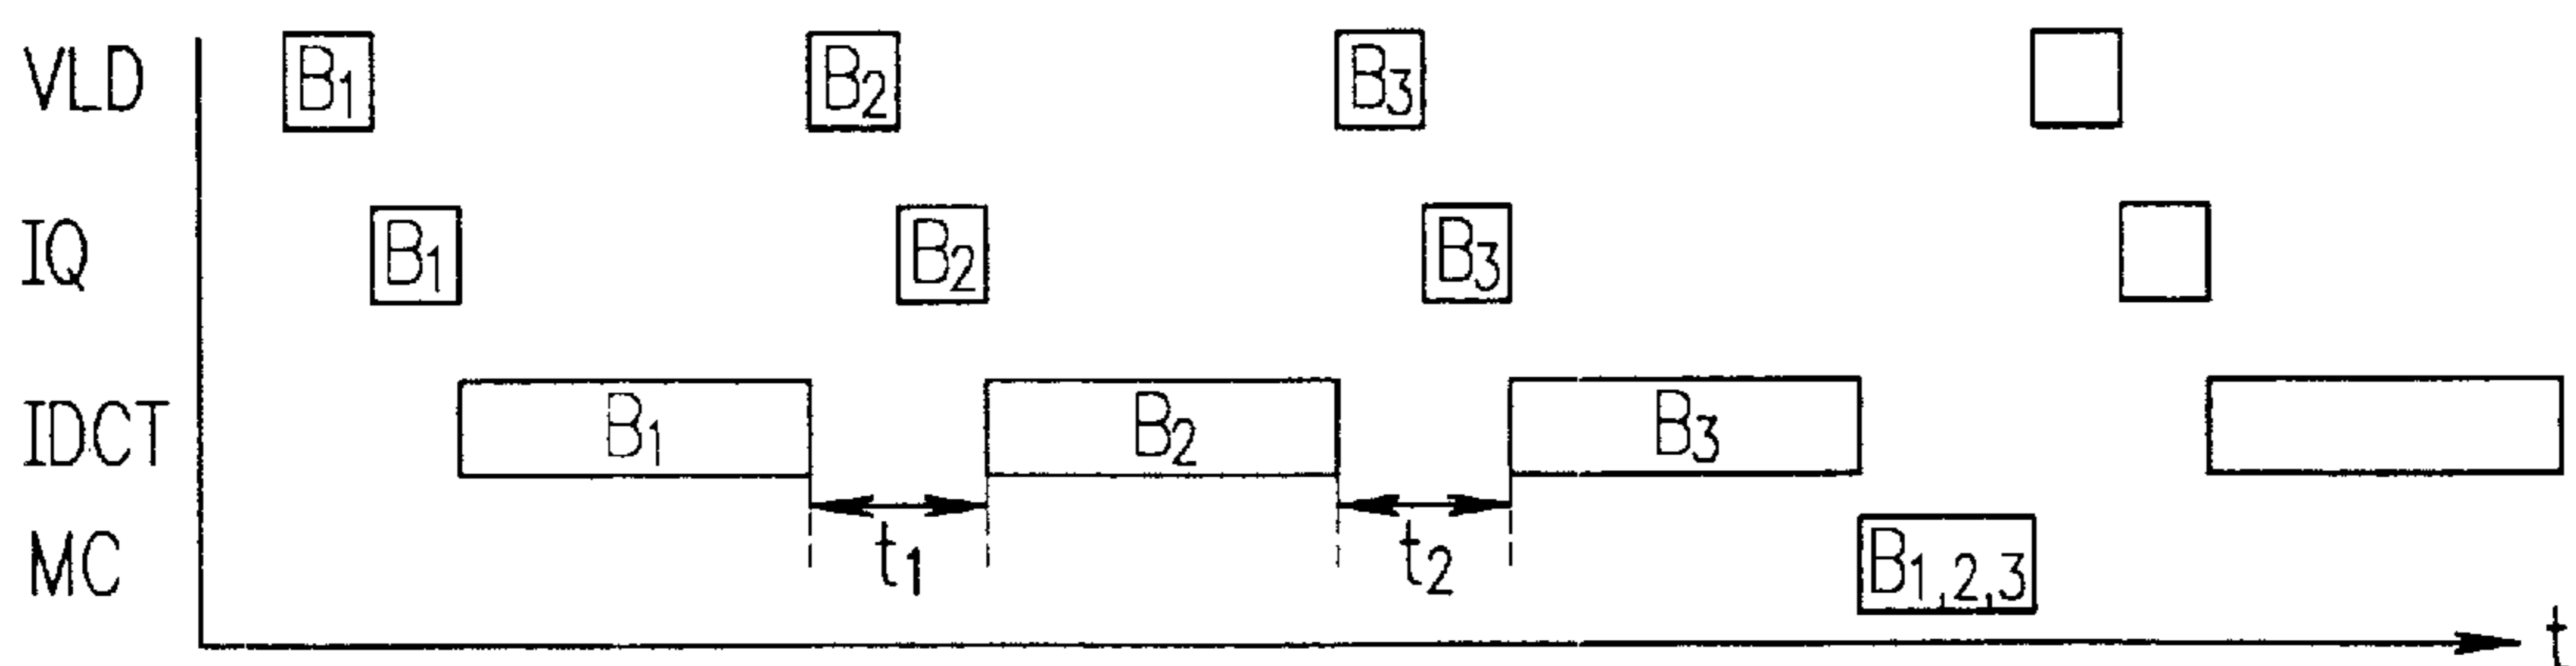 VLD B1 B2 B3
IQ B1 B2 B3
IDCT B1 B2 B3
t1 t2
MC B1,2,3
t